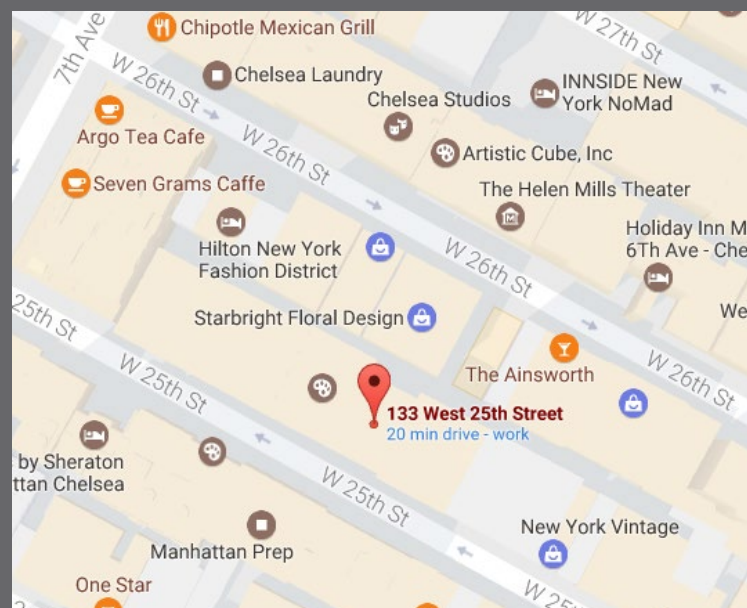 Chipotle Mexican Grill
7th Ave
W 27th St
W 26th St
Chelsea Laundry
INNSIDE New
York NoMad
Chelsea Studios
Argo Tea Cafe
W 26th St
Artistic Cube, Inc
Seven Grams Caffe
The Helen Mills Theater
Hilton New York
Fashion District
Holiday Inn M
6Th Ave - Che
W 26th St
25th St
Starbright Floral Design
We
W 25th St
The Ainsworth
W 26th St
133 West 25th Street
20 min drive - work
by Sheraton
ttan Chelsea
W 25th St
New York Vintage
Manhattan Prep
One Star
W 25t